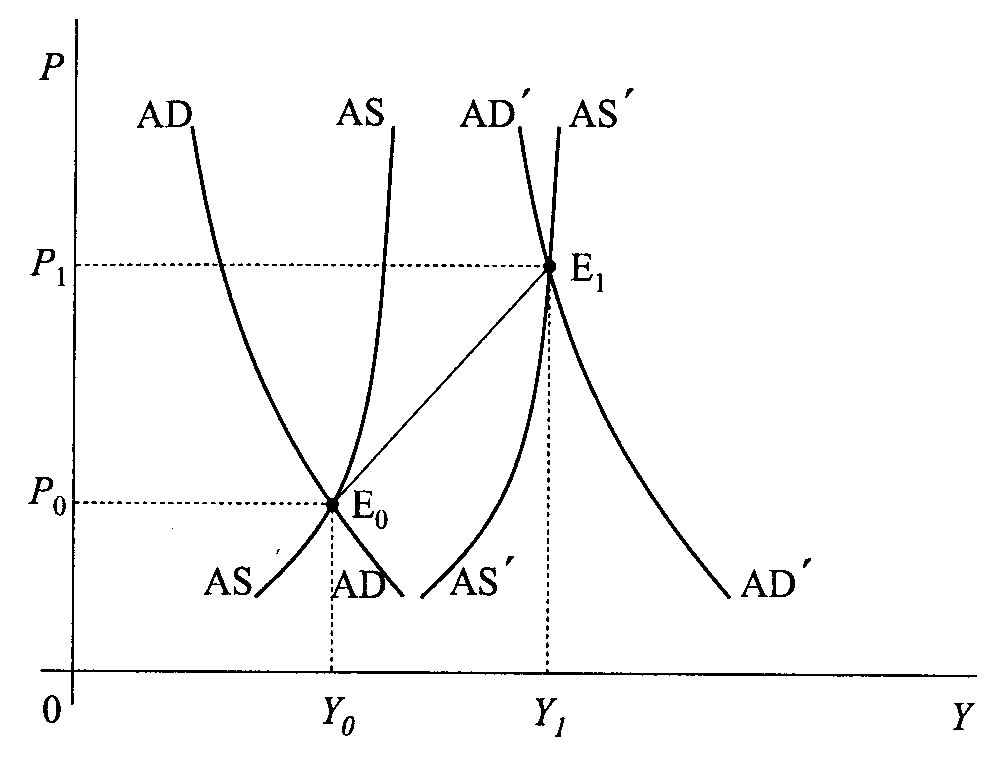 P
AD AS AD′ AS′
P₁ E₁
P₀ E₀
AS AD AS′ AD′
0 Y₀ Y₁ Y